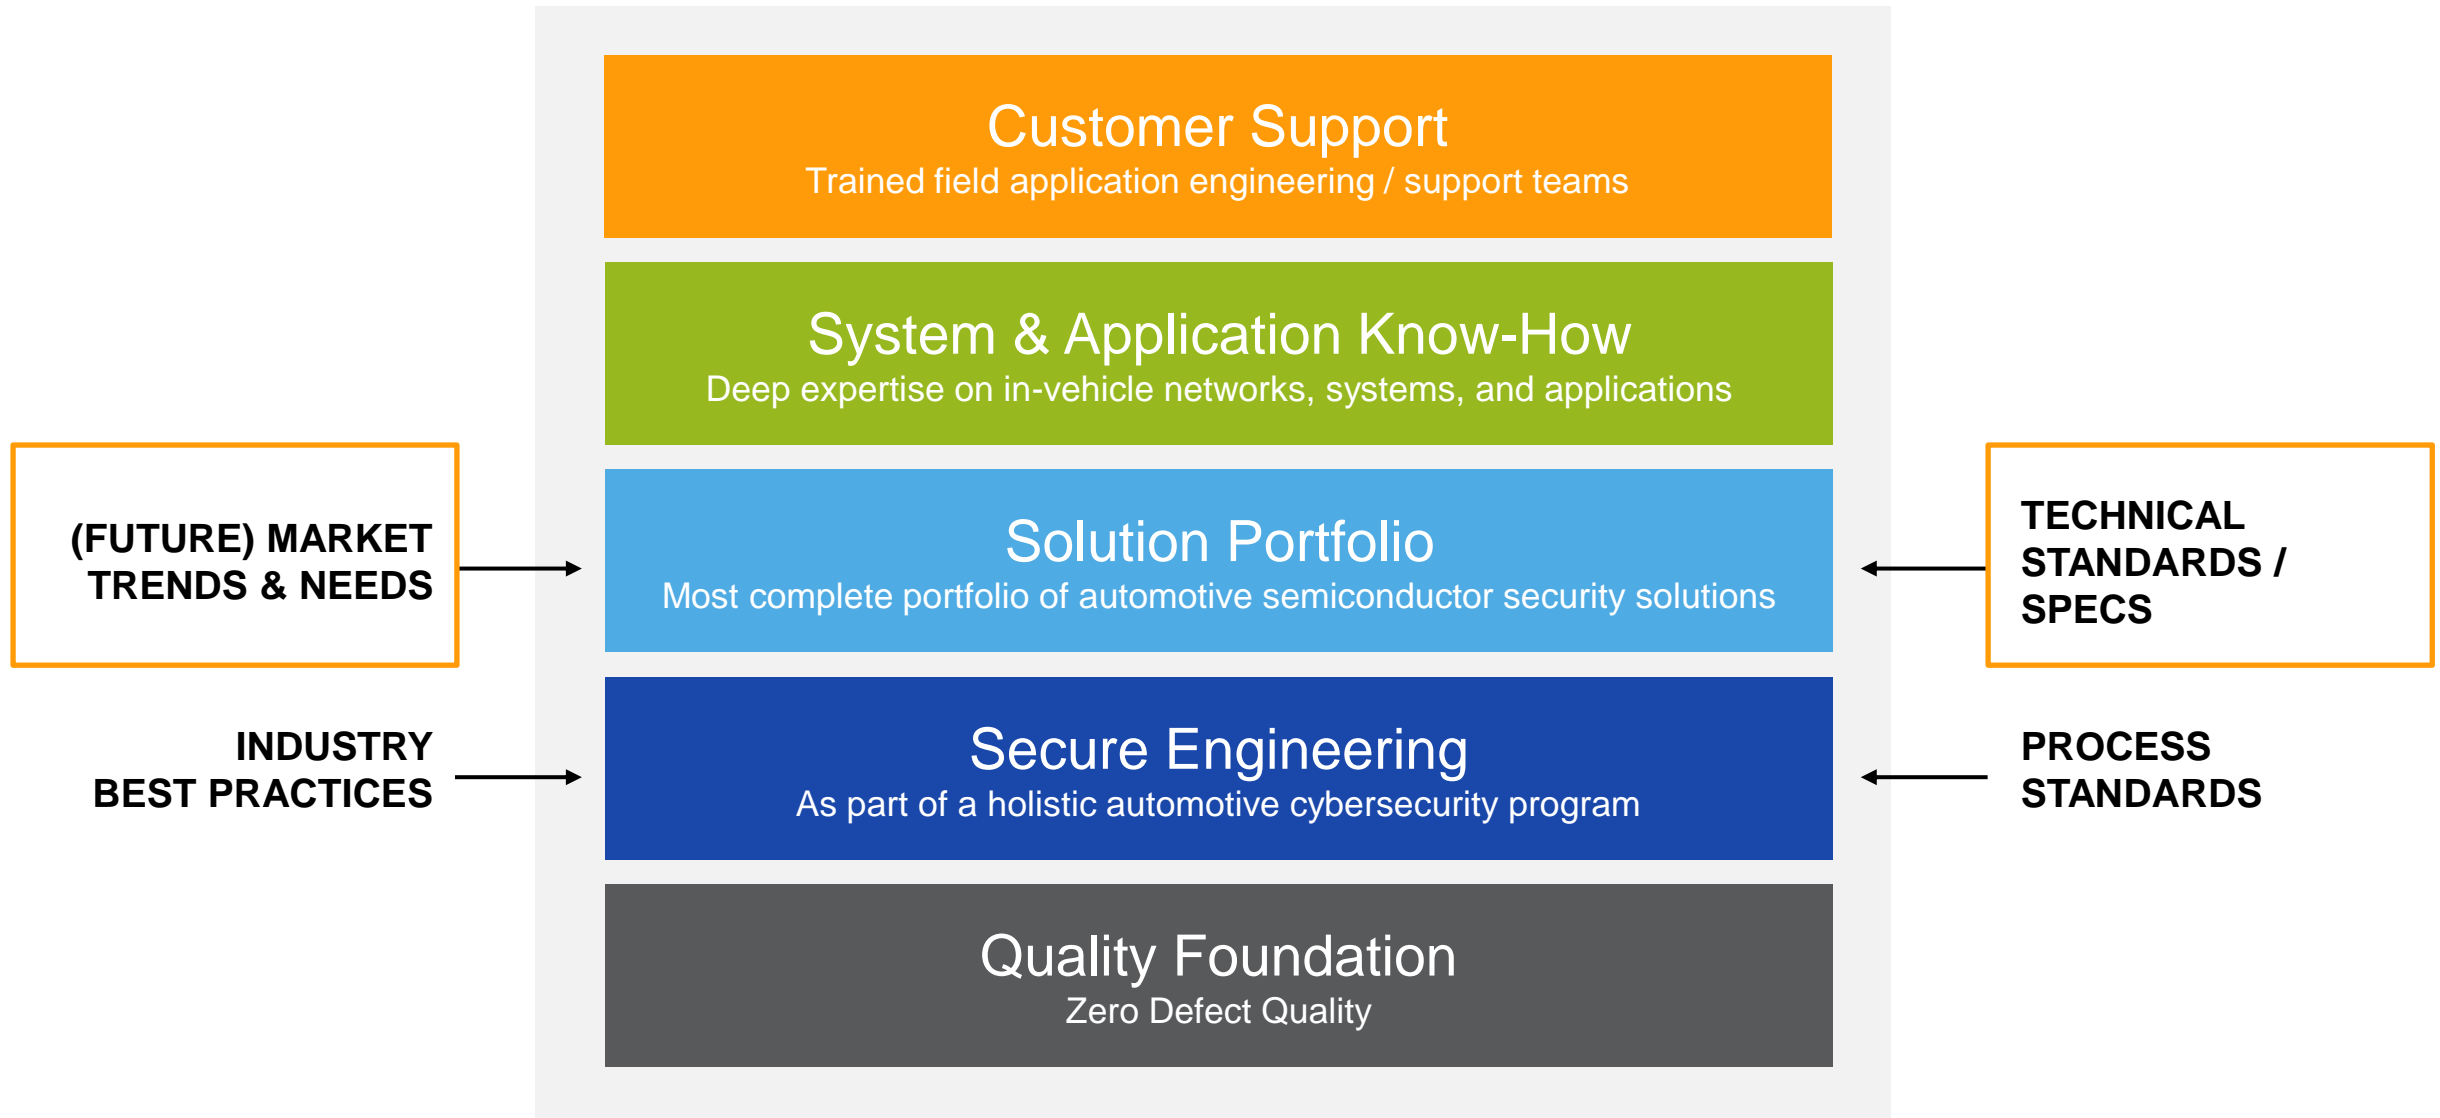 Customer Support
Trained field application engineering / support teams
System & Application Know-How
Deep expertise on in-vehicle networks, systems, and applications
(FUTURE) MARKET
TRENDS & NEEDS
Solution Portfolio
Most complete portfolio of automotive semiconductor security solutions
TECHNICAL
STANDARDS /
SPECS
INDUSTRY
BEST PRACTICES
Secure Engineering
As part of a holistic automotive cybersecurity program
PROCESS
STANDARDS
Quality Foundation
Zero Defect Quality